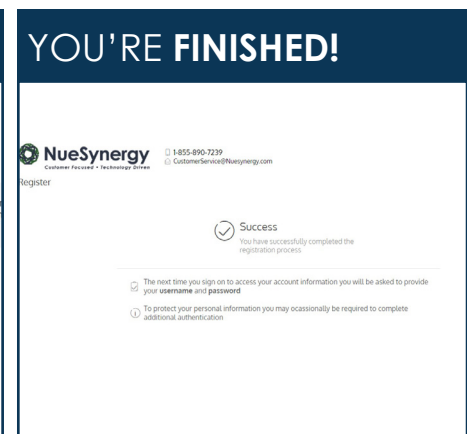 YOU'RE FINISHED!
NueSynergy
Customer Focused • Technology Driven
1-855-890-7239
CustomerService@Nuesynergy.com
Register
Success
You have successfully completed the
registration process
The next time you sign on to access your account information you will be asked to provide
your username and password
To protect your personal information you may ocassionally be required to complete
additional authentication